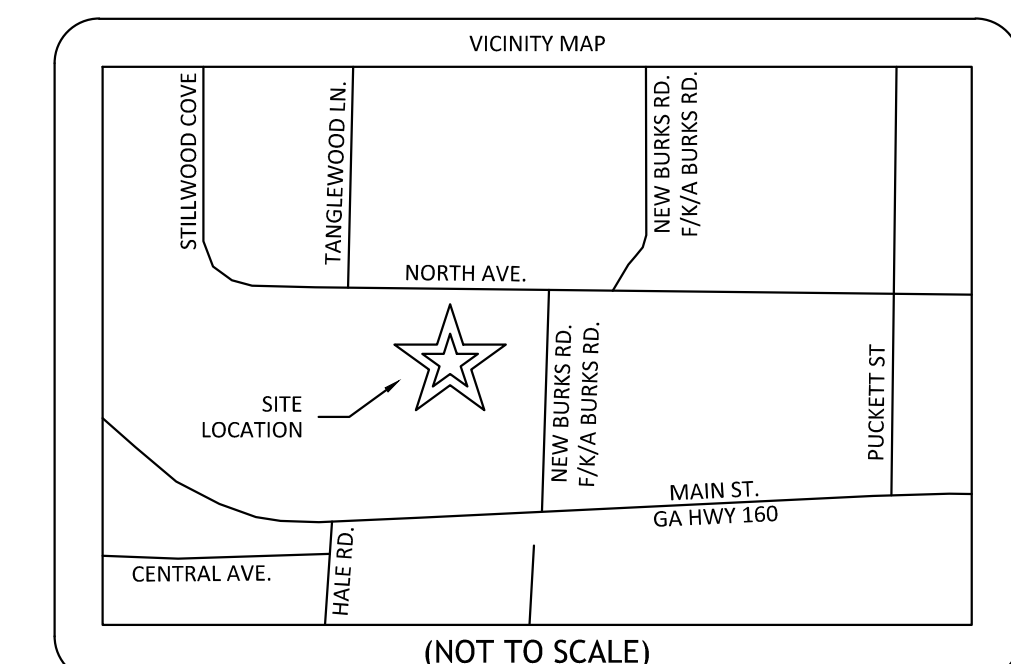 VICINITY MAP
STILLWOOD COVE
TANGLEWOOD LN.
NEW BURKS RD.
F/K/A BURKS RD.
NORTH AVE.
SITE
LOCATION
NEW BURKS RD.
F/K/A BURKS RD.
PUCKETT ST
MAIN ST.
GA HWY 160
CENTRAL AVE.
HALE RD.
(NOT TO SCALE)